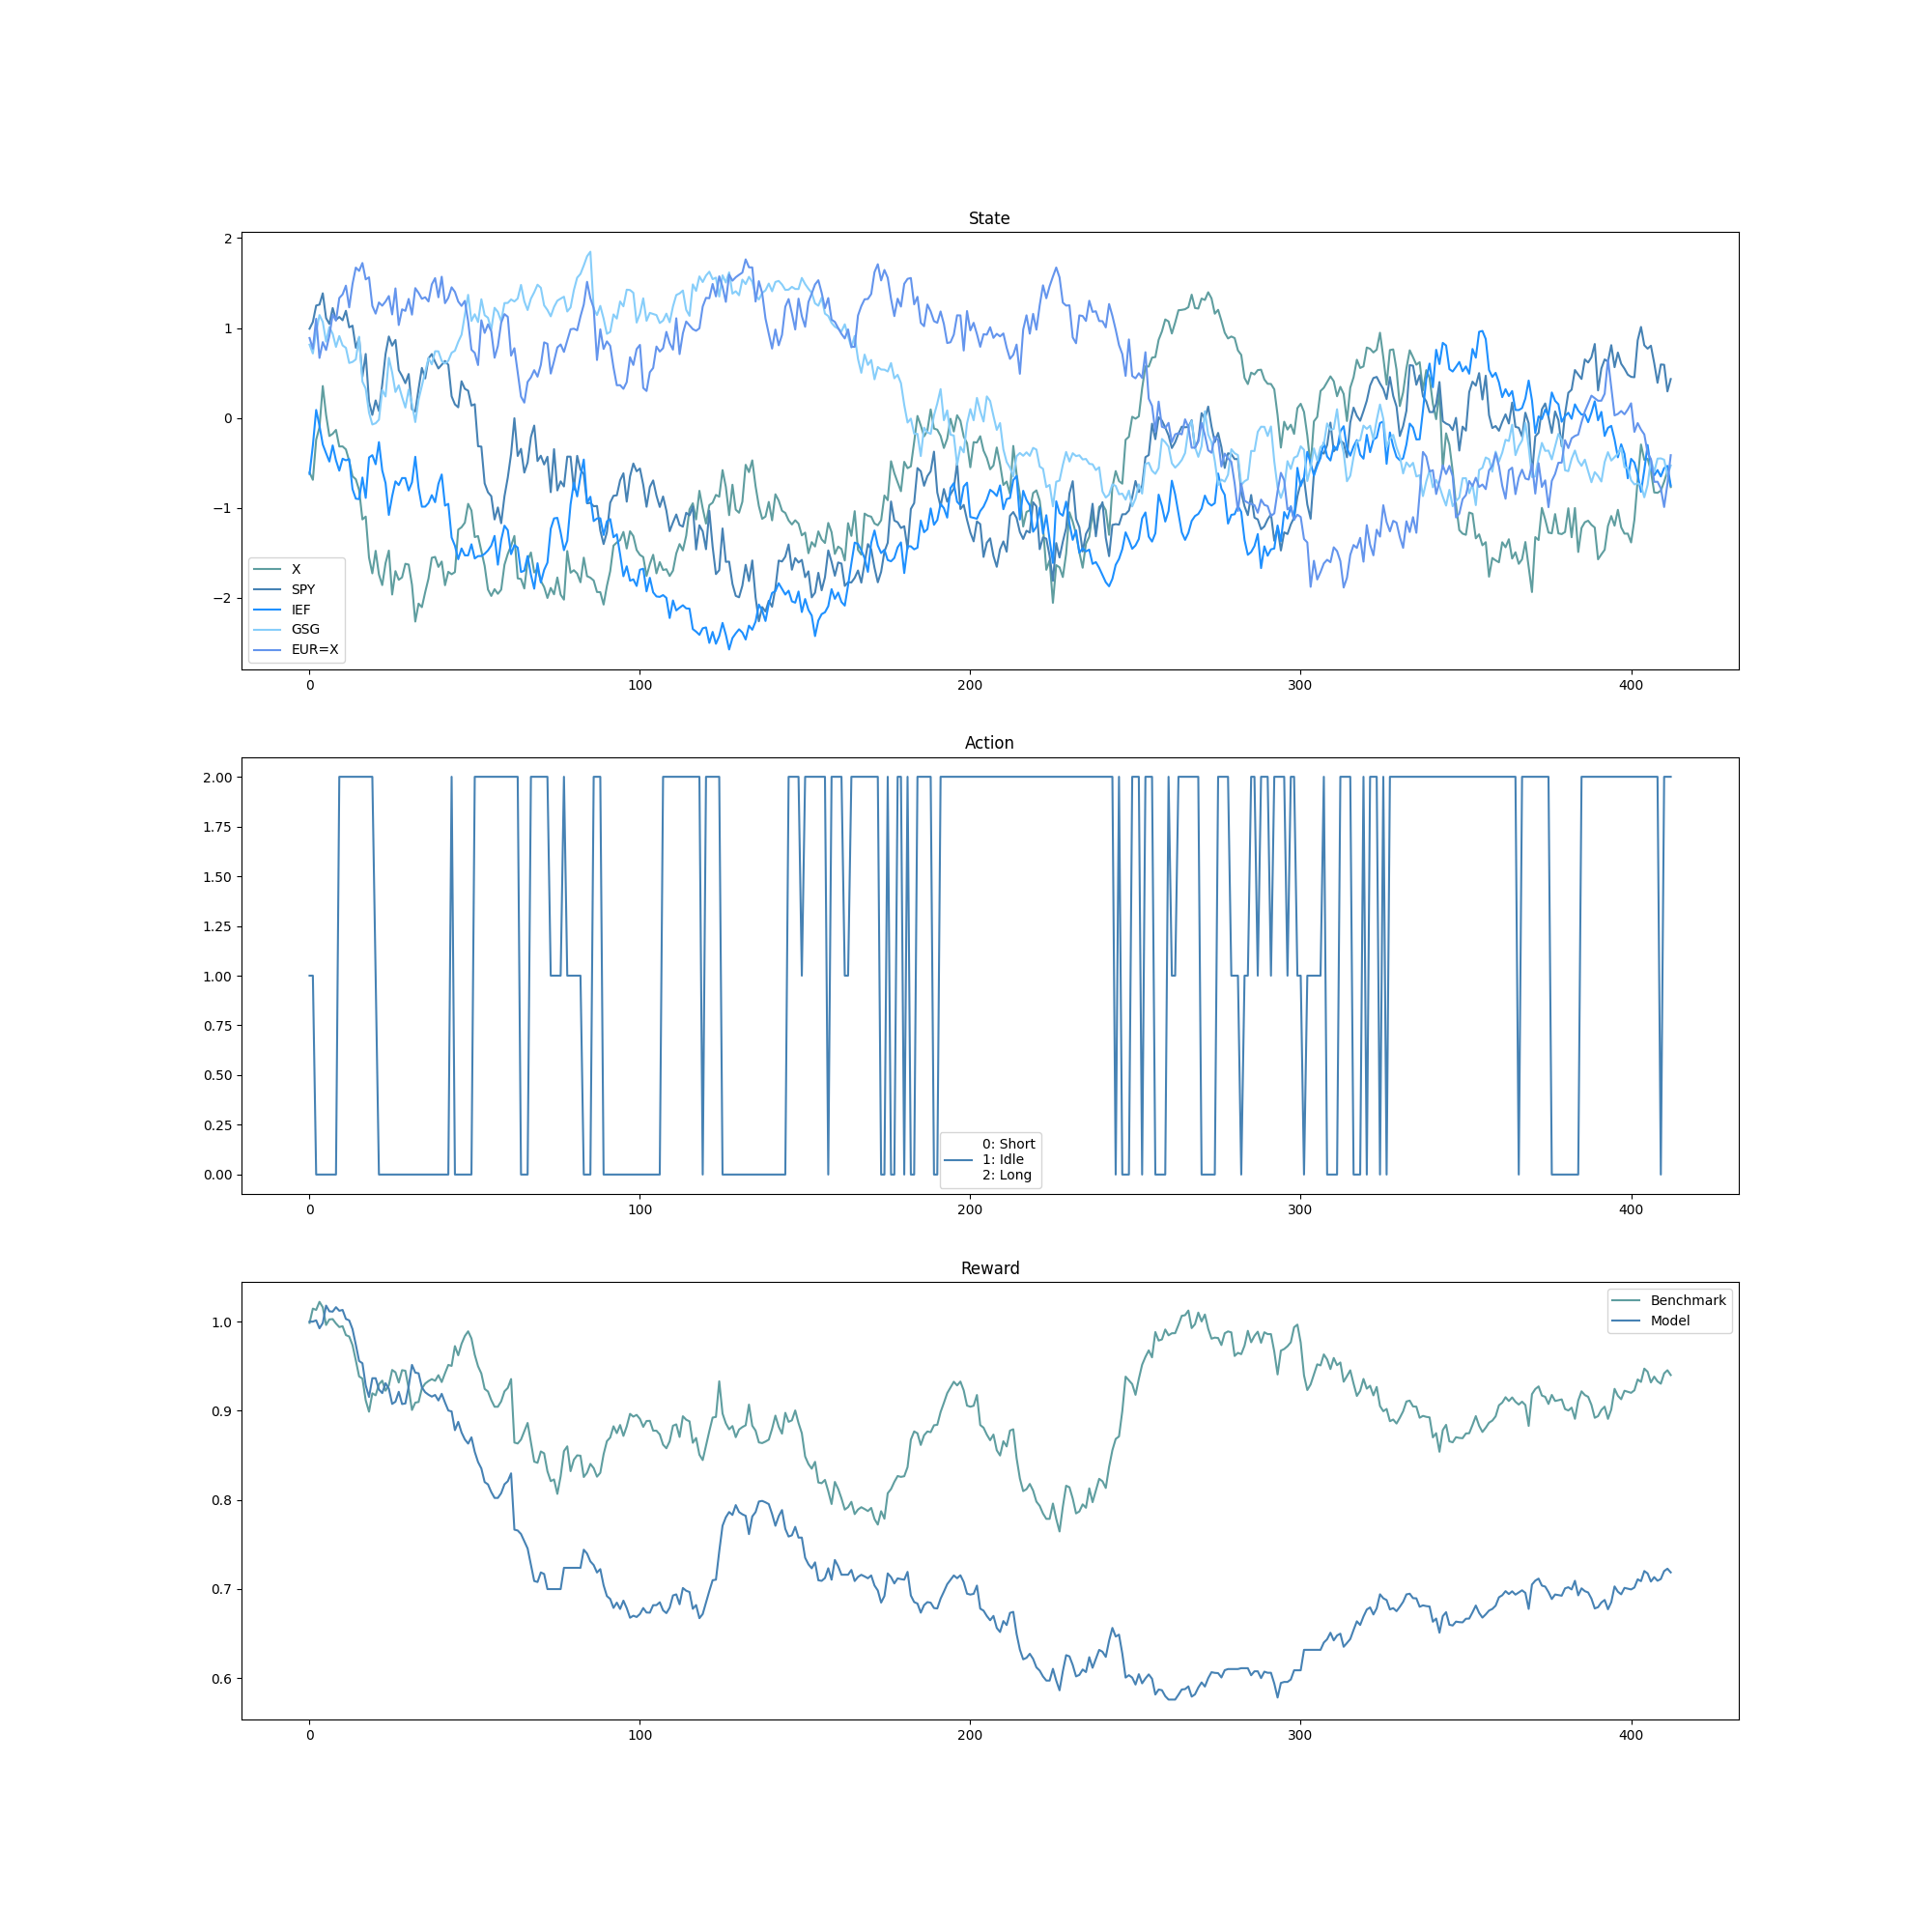 State
2
1
0
−1
−2
X
SPY
IEF
GSG
EUR=X
0 100 200 300 400
Action
2.00
1.75
1.50
1.25
1.00
0.75
0.50
0.25
0.00
0: Short
1: Idle
2: Long
0 100 200 300 400
Reward
Benchmark
Model
1.0
0.9
0.8
0.7
0.6
0 100 200 300 400